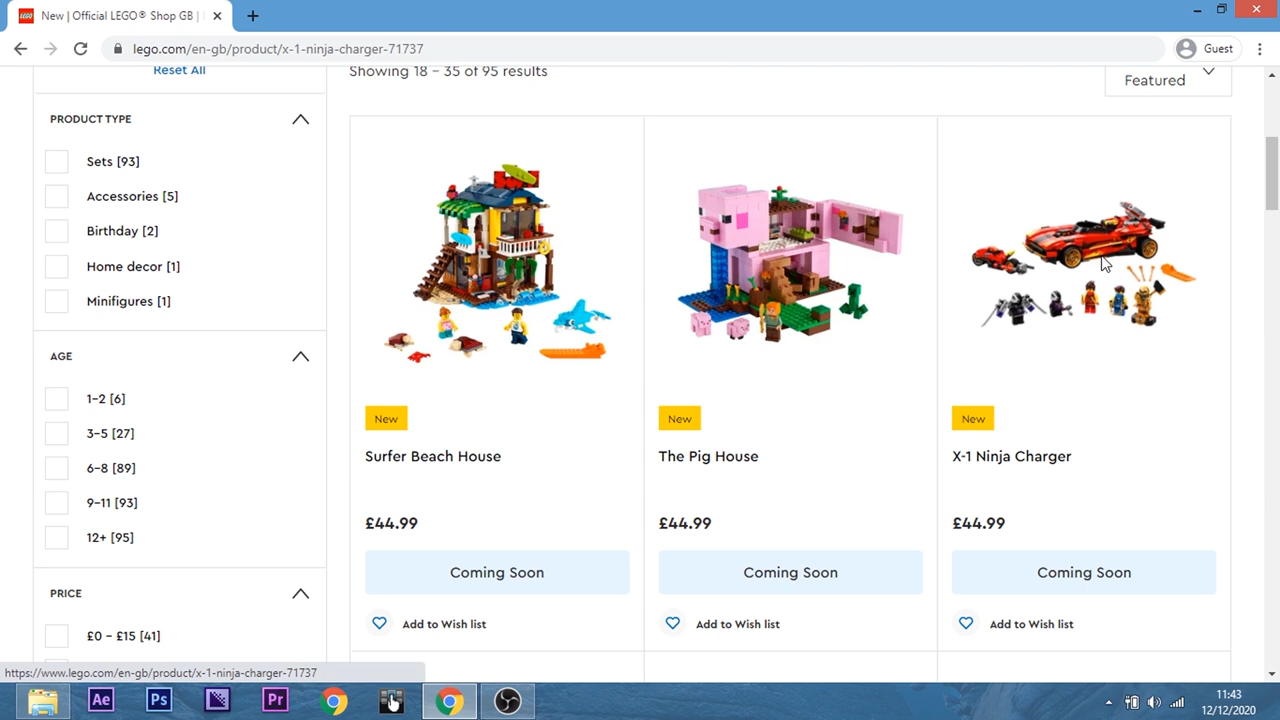 New | Official LEGO® Shop GB |
lego.com/en-gb/product/x-1-ninja-charger-71737
Guest
Reset All
Showing 18 – 35 of 95 results
Featured
PRODUCT TYPE
Sets [93]
Accessories [5]
Birthday [2]
Home decor [1]
Minifigures [1]
AGE
1-2 [6]
3-5 [27]
6-8 [89]
9-11 [93]
12+ [95]
PRICE
£0 – £15 [41]
New
Surfer Beach House
£44.99
Coming Soon
Add to Wish list
New
The Pig House
£44.99
Coming Soon
Add to Wish list
New
X-1 Ninja Charger
£44.99
Coming Soon
Add to Wish list
https://www.lego.com/en-gb/product/x-1-ninja-charger-71737
Ae
Ps
Pr
11:43
12/12/2020